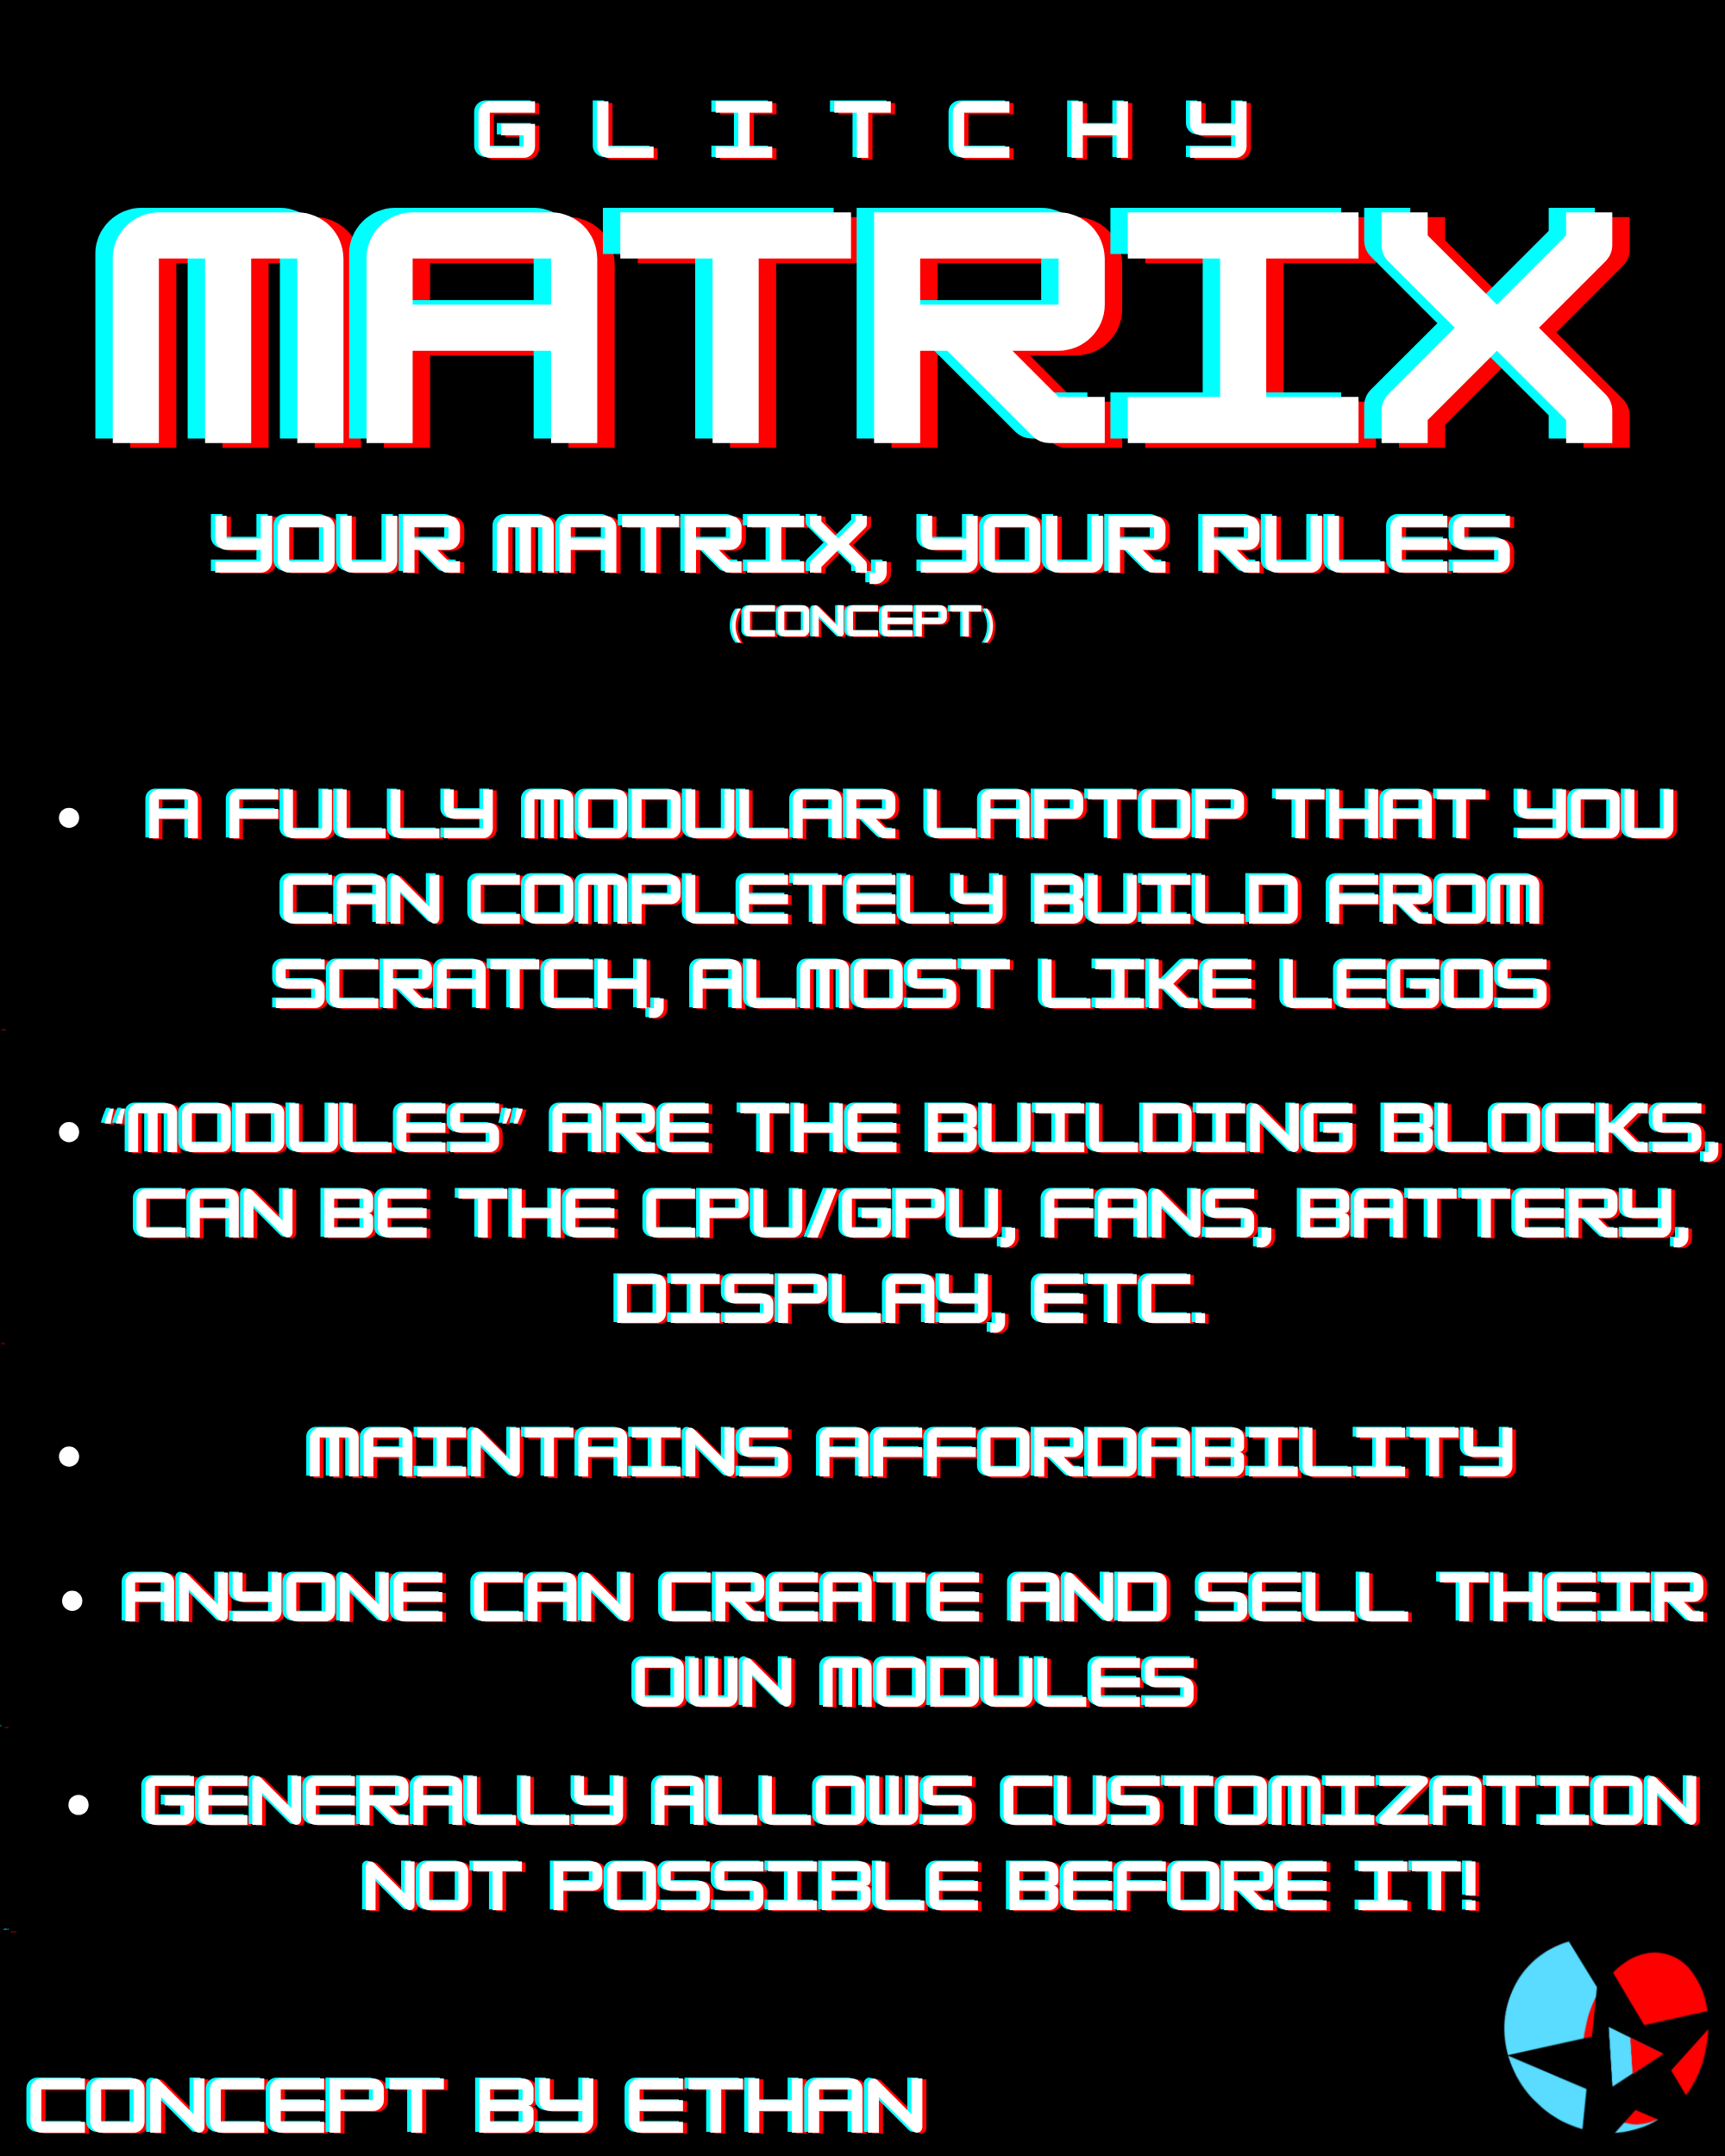 GLITCHY
MATRIX
YOUR MATRIX, YOUR RULES
(CONCEPT)
• A FULLY MODULAR LAPTOP THAT YOU
CAN COMPLETELY BUILD FROM
SCRATCH, ALMOST LIKE LEGOS
• “MODULES” ARE THE BUILDING BLOCKS,
CAN BE THE CPU/GPU, FANS, BATTERY,
DISPLAY, ETC.
• MAINTAINS AFFORDABILITY
• ANYONE CAN CREATE AND SELL THEIR
OWN MODULES
• GENERALLY ALLOWS CUSTOMIZATION
NOT POSSIBLE BEFORE IT!
CONCEPT BY ETHAN